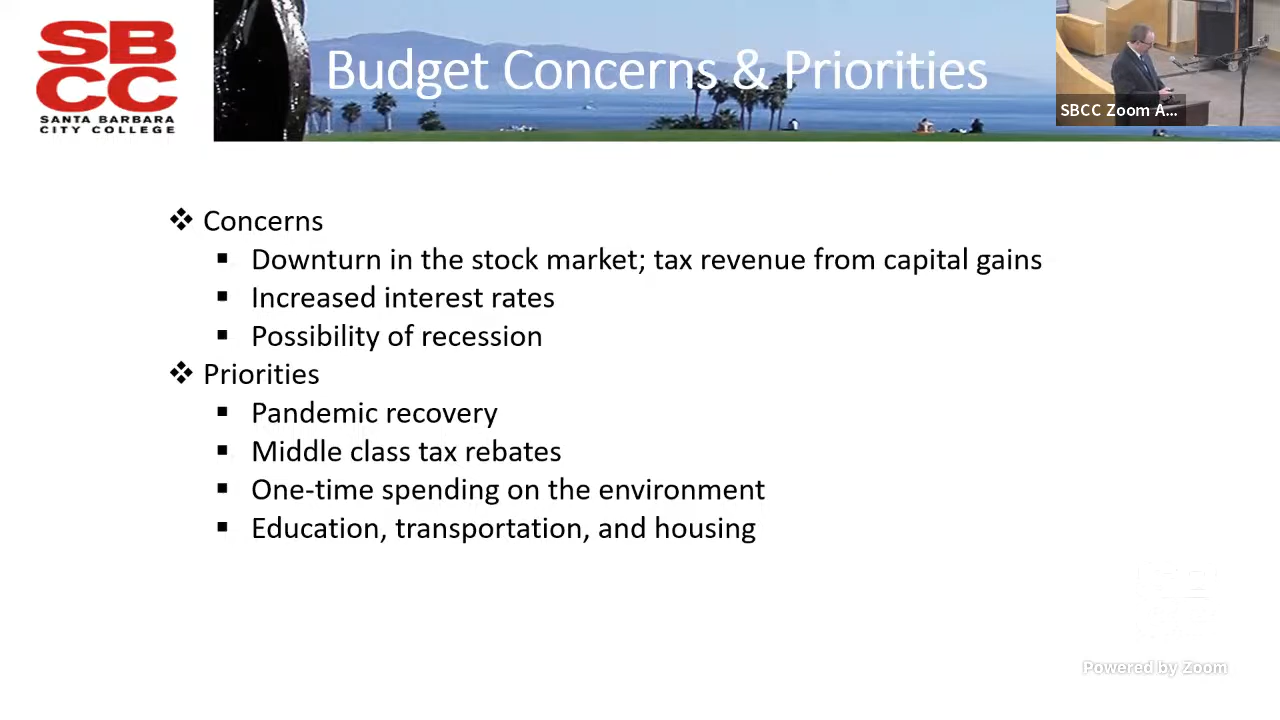 SB
CC
SANTA BARBARA
CITY COLLEGE
Budget Concerns & Priorities
SBCC Zoom A...
❖ Concerns
▪ Downturn in the stock market; tax revenue from capital gains
▪ Increased interest rates
▪ Possibility of recession
❖ Priorities
▪ Pandemic recovery
▪ Middle class tax rebates
▪ One-time spending on the environment
▪ Education, transportation, and housing
Powered by Zoom